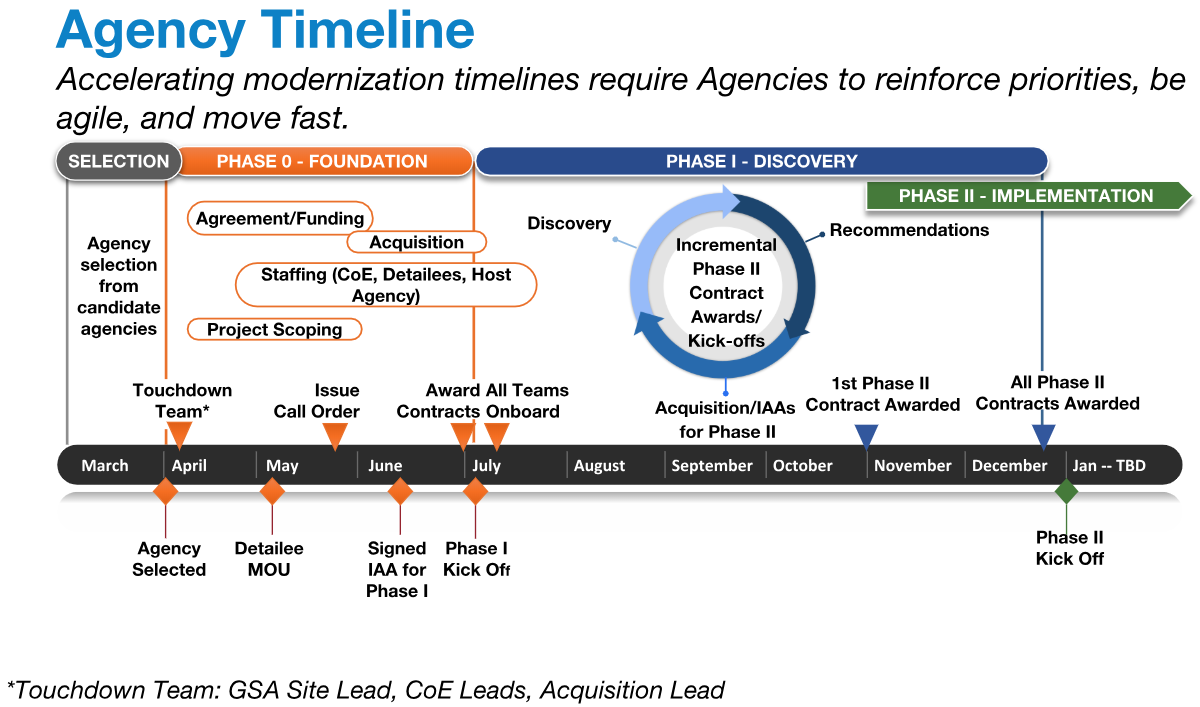 Agency Timeline
Accelerating modernization timelines require Agencies to reinforce priorities, be
agile, and move fast.
SELECTION
PHASE 0 - FOUNDATION
PHASE I - DISCOVERY
PHASE II - IMPLEMENTATION
Agency
selection
from
candidate
agencies
Agreement/Funding
Acquisition
Staffing (CoE, Detailees, Host
Agency)
Project Scoping
Discovery
Recommendations
Incremental
Phase II
Contract
Awards/
Kick-offs
Acquisition/IAAs
for Phase II
Touchdown
Team*
Issue
Call Order
Award
Contracts
All Teams
Onboard
1st Phase II
Contract Awarded
All Phase II
Contracts Awarded
March
April
May
June
July
August
September
October
November
December
Jan -- TBD
Agency
Selected
Detailee
MOU
Signed
IAA for
Phase I
Phase I
Kick Off
Phase II
Kick Off
*Touchdown Team: GSA Site Lead, CoE Leads, Acquisition Lead